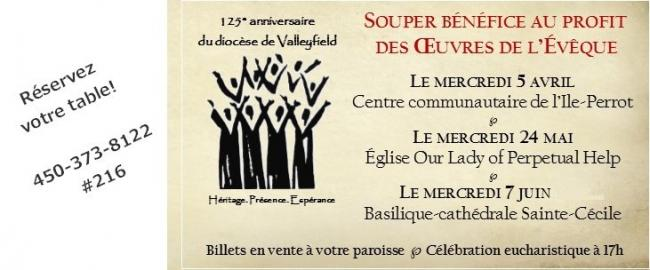 Réservez
votre table!
450-373-8122
#216
125e anniversaire
du diocèse de Valleyfield
Héritage. Présence. Espérance
SOUPER BÉNÉFICE AU PROFIT
DES ŒUVRES DE L'ÉVÊQUE
LE MERCREDI 5 AVRIL
Centre communautaire de l'Ile-Perrot
LE MERCREDI 24 MAI
Église Our Lady of Perpetual Help
LE MERCREDI 7 JUIN
Basilique-cathédrale Sainte-Cécile
Billets en vente à votre paroisse ℘ Célébration eucharistique à 17h